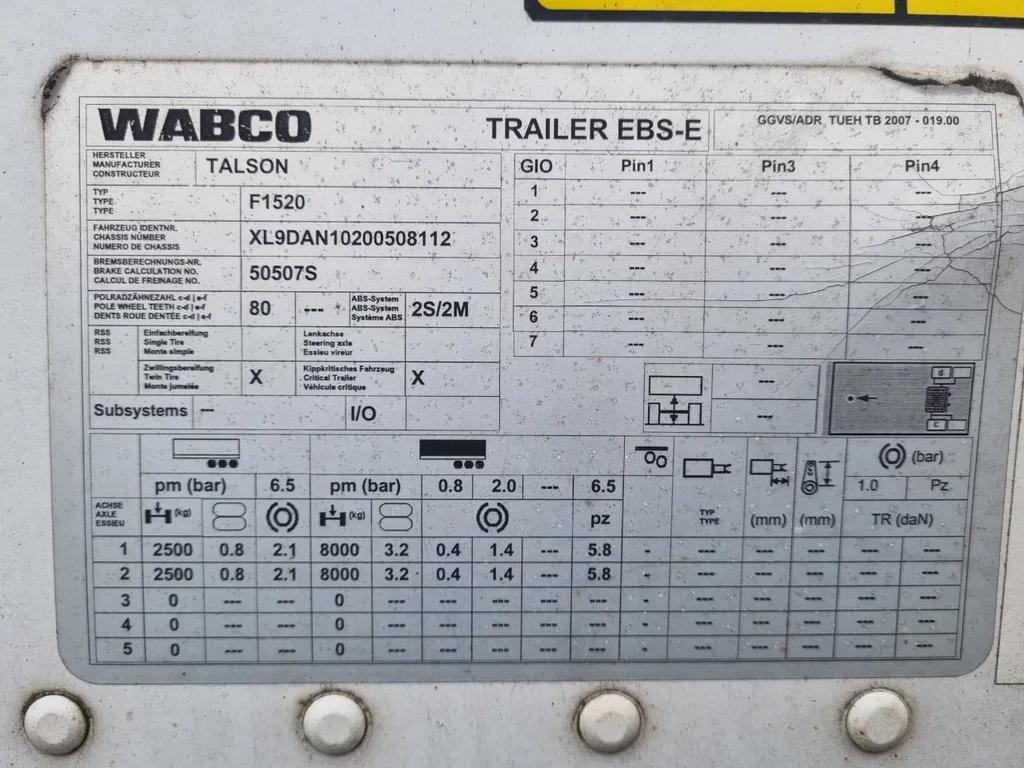 WABCO TRAILER EBS-E GGVS/ADR TUEH TB 2007 - 019.00
HERSTELLER
MANUFACTURER
CONSTRUCTEUR
TALSON
TYP
TYPE
TYPE
F1520
FAHRZEUG IDENTNR.
CHASSIS NUMBER
NUMERO DE CHASSIS
XL9DAN10200508112
BREMSBERECHNUNGS-NR.
BRAKE CALCULATION NO.
CALCUL DE FREINAGE NO.
50507S
POLRADZÄHNEZAHL c-d | e-f
POLE WHEEL TEETH c-d | e-f
DENTS ROUE DENTÉE c-d | e-f
80 ---
ABS-System
ABS-System
Système ABS
2S/2M
RSS
RSS
RSS
Einfachbereifung
Single Tire
Monte simple
Lenkachse
Steering axle
Essieu vireur
Zwillingsbereifung
Twin Tire
Monte jumelée
X
Kippkritisches Fahrzeug
Critical Trailer
Véhicule critique
X
Subsystems -- I/O
GIO Pin1 Pin3 Pin4
1 --- --- ---
2 --- --- ---
3 --- --- ---
4 --- --- ---
5 --- --- ---
6 --- --- ---
7 --- --- ---
---
---
pm (bar) 6.5 pm (bar) 0.8 2.0 --- 6.5 (bar)
1.0 Pz
ACHSE
AXLE
ESSIEU
(kg) (kg) pz
TYP
TYPE
(mm) (mm) TR (daN)
1 2500 0.8 2.1 8000 3.2 0.4 1.4 --- 5.8 - --- --- --- --- ---
2 2500 0.8 2.1 8000 3.2 0.4 1.4 --- 5.8 - --- --- --- --- ---
3 0 --- --- 0 --- --- --- --- --- - --- --- --- --- ---
4 0 --- --- 0 --- --- --- --- --- - --- --- --- --- ---
5 0 --- --- 0 --- --- --- --- --- - --- --- --- --- ---